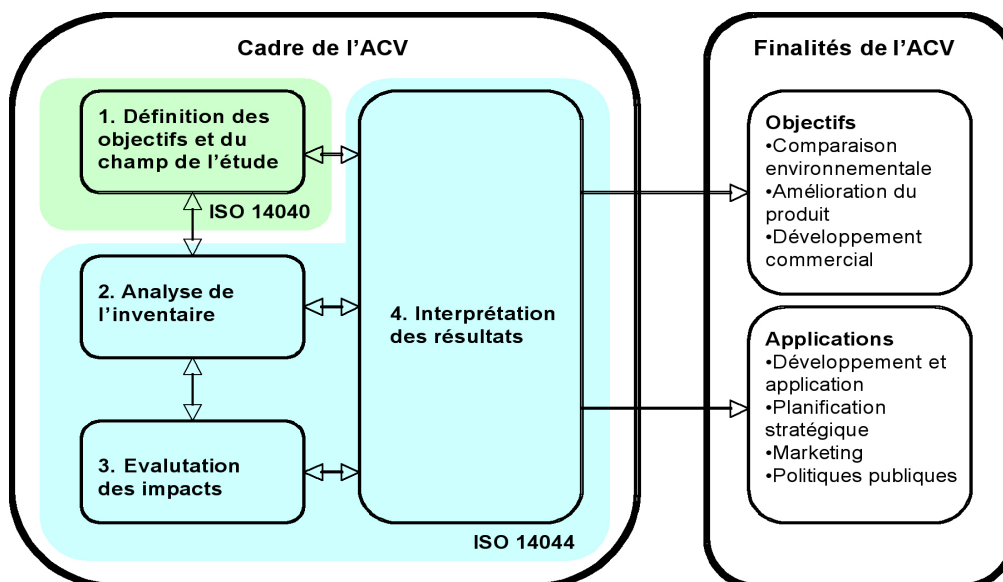 Cadre de l'ACV
1. Définition des
objectifs et du
champ de l'étude
ISO 14040
2. Analyse de
l'inventaire
3. Evalutation
des impacts
4. Interprétation
des résultats
ISO 14044
Finalités de l'ACV
Objectifs
•Comparaison
environnementale
•Amélioration du
produit
•Développement
commercial
Applications
•Développement et
application
•Planification
stratégique
•Marketing
•Politiques publiques